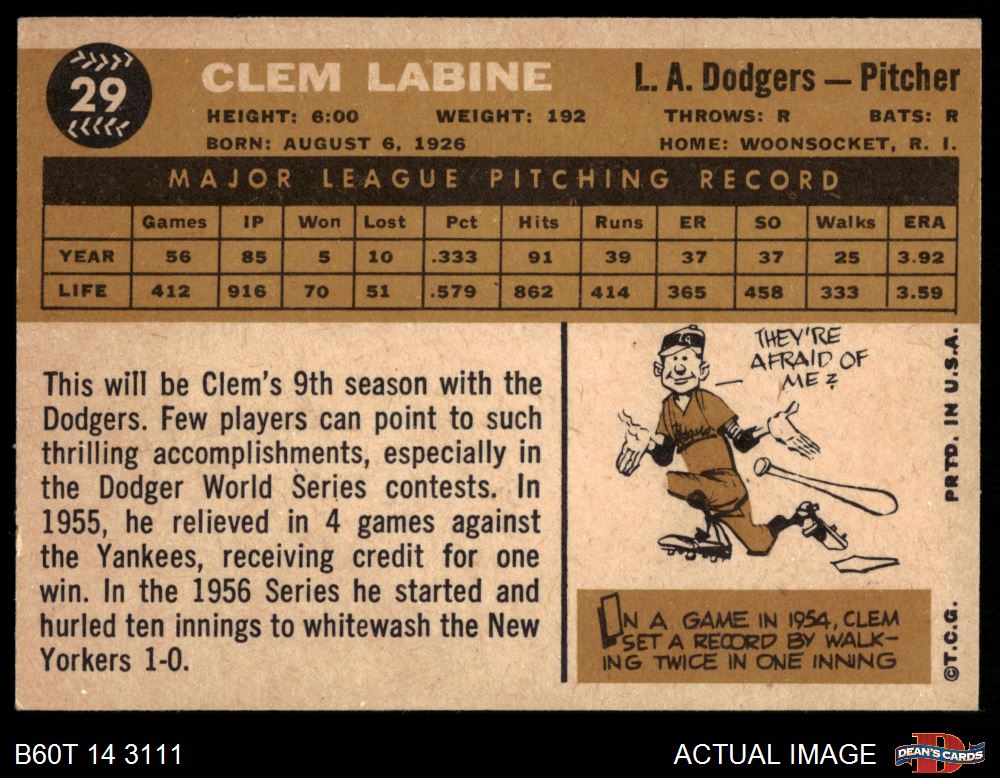 29
CLEM LABINE
L. A. Dodgers — Pitcher
HEIGHT: 6:00 WEIGHT: 192 THROWS: R BATS: R
BORN: AUGUST 6, 1926 HOME: WOONSOCKET, R. I.
MAJOR LEAGUE PITCHING RECORD
Games IP Won Lost Pct Hits Runs ER SO Walks ERA
YEAR 56 85 5 10 .333 91 39 37 37 25 3.92
LIFE 412 916 70 51 .579 862 414 365 458 333 3.59
This will be Clem's 9th season with the
Dodgers. Few players can point to such
thrilling accomplishments, especially in
the Dodger World Series contests. In
1955, he relieved in 4 games against
the Yankees, receiving credit for one
win. In the 1956 Series he started and
hurled ten innings to whitewash the New
Yorkers 1-0.
THEY'RE
AFRAID OF
ME?
Dodgers
IN A GAME IN 1954, CLEM
SET A RECORD BY WALK-
ING TWICE IN ONE INNING
©T.C.G. PRTD. IN U.S.A.
B60T 14 3111
ACTUAL IMAGE
DEAN'S CARDS